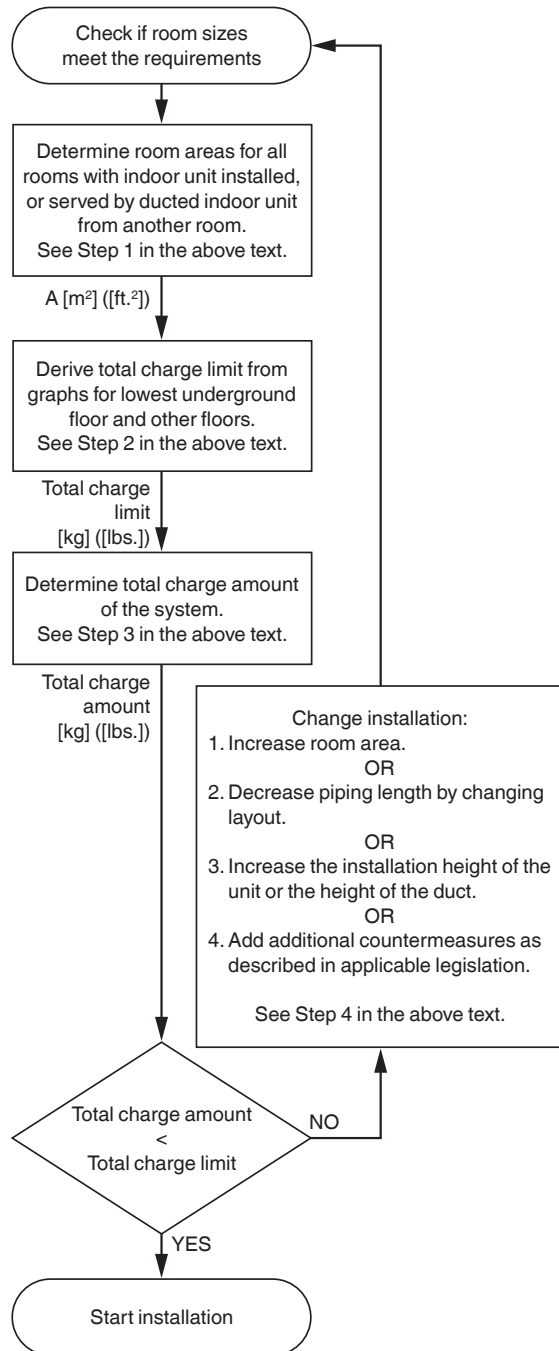 Check if room sizes
meet the requirements
Determine room areas for all
rooms with indoor unit installed,
or served by ducted indoor unit
from another room.
See Step 1 in the above text.
A [m²] ([ft.²])
Derive total charge limit from
graphs for lowest underground
floor and other floors.
See Step 2 in the above text.
Total charge
limit
[kg] ([lbs.])
Determine total charge amount
of the system.
See Step 3 in the above text.
Total charge
amount
[kg] ([lbs.])
Change installation:
1. Increase room area.
OR
2. Decrease piping length by changing
layout.
OR
3. Increase the installation height of the
unit or the height of the duct.
OR
4. Add additional countermeasures as
described in applicable legislation.
See Step 4 in the above text.
Total charge amount
<
Total charge limit
NO
YES
Start installation